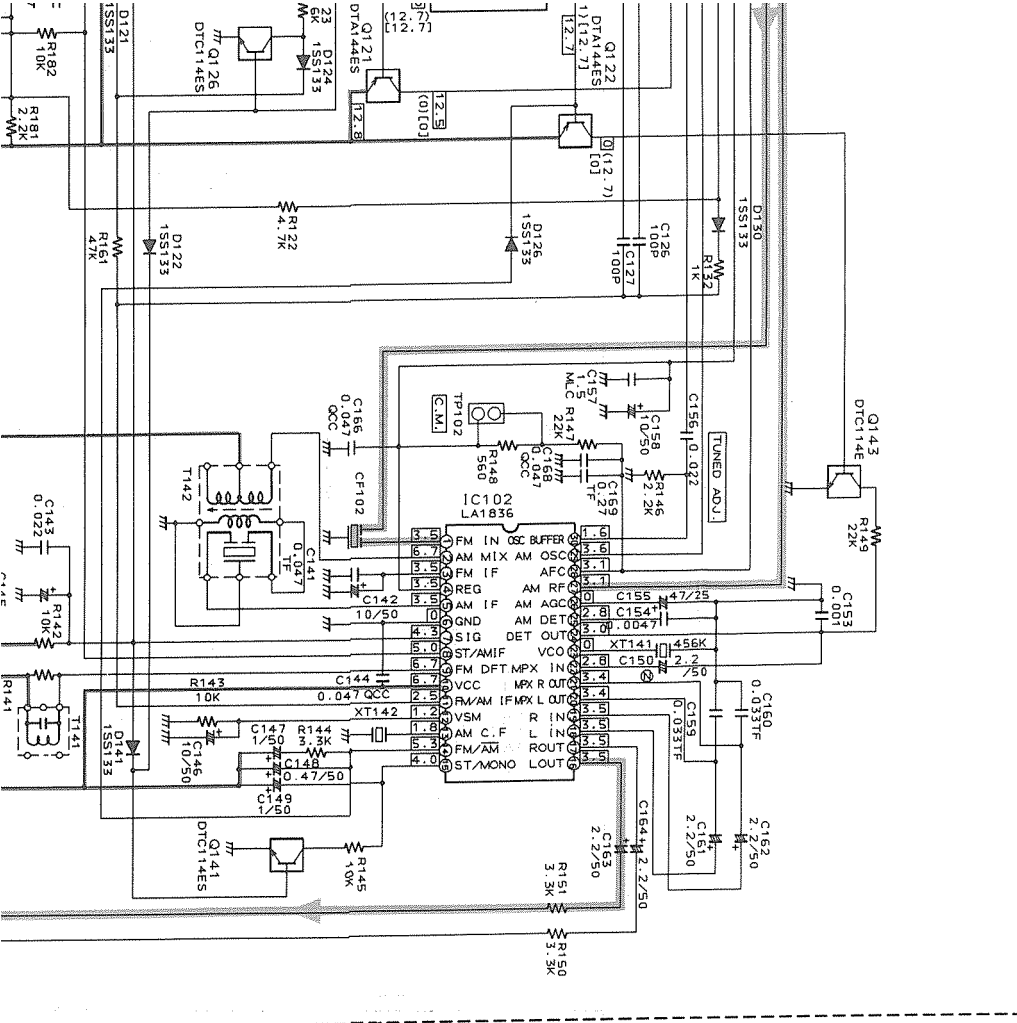 R182
10K
R181
2.2K
D121
1SS133
Q126
DTC114ES
23
6K
D124
1SS133
Q121
DTA144ES
(12.7)
[12.7]
12.8
12.5
(0)[0]
12.7
)[12.7]
DTA144ES
Q122
0
(12.7)
[0]
R161
47K
D122
1SS133
R122
4.7K
D126
1SS133
C126
100P
C127
100P
D130
1SS133
R132
1K
C157
1.5
MLC
C158
10/50
C156
0.022
TUNED ADJ.
TP102
C.M.
C166
0.047
QCC
R147
22K
R148
560
C168
0.047
QCC
C169
0.27
TF
R146
2.2K
Q143
DTC114E
R149
22K
CF102
IC102
LA1836
T142
C143
0.022
R142
10K
C141
0.047
TF
C142
10/50
3.5 FM IN OSC BUFFER 1.6
6.7 AM MIX AM OSC 3.6
3.5 FM IF AFC 3.1
3.5 REG AM RF 3.1
3.5 AM IF AM AGC 0
0 GND AM DET 2.8
4.3 SIG DET OUT 3.0
5.0 ST/AMIF VCO 0
6.7 FM DFT MPX IN 2.8
6.7 VCC MPX R OUT 3.4
2.5 FM/AM IF MPX L OUT 3.4
1.2 VSM R IN 3.5
1.8 AM C.F L IN 3.5
5.3 FM/AM ROUT 3.5
4.0 ST/MONO LOUT 3.5
C155 47/25
C154
0.0047
XT141 456K
C150 2.2
/50
C153
0.001
R141
T141
D141
1SS133
R143
10K
C144
0.047 QCC
XT142
C146
10/50
C147
1/50
R144
3.3K
C148
0.47/50
C149
1/50
Q141
DTC114ES
R145
10K
C159
0.033TF
C160
0.033TF
C161
2.2/50
C162
2.2/50
C163
2.2/50
C164
2.2/50
R151
3.3K
R150
3.3K